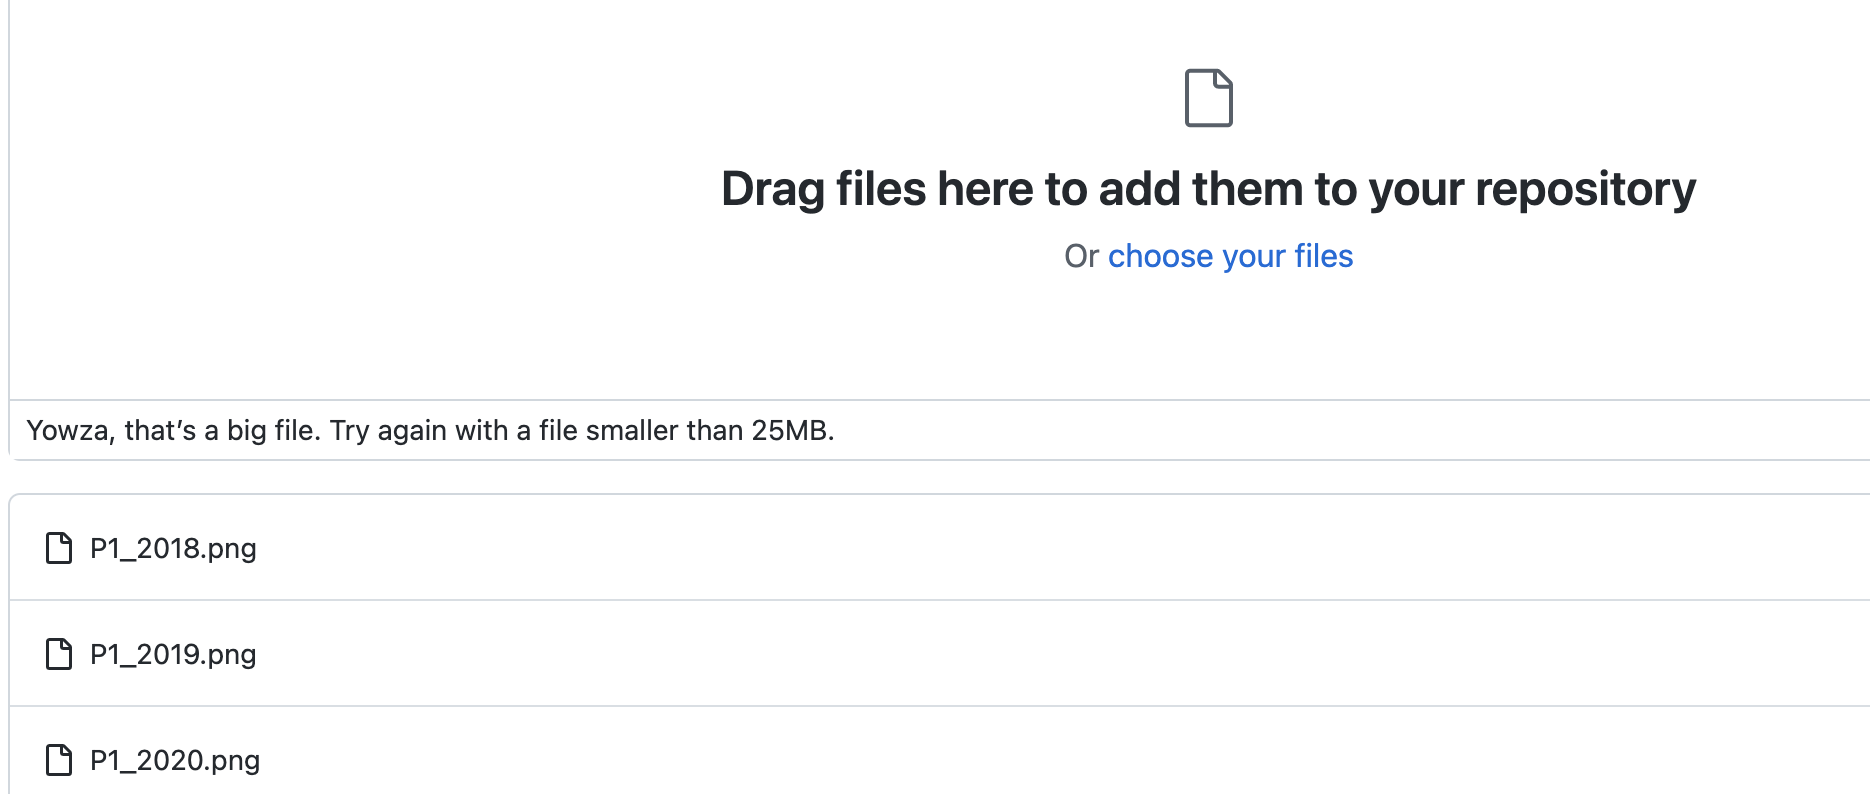 Drag files here to add them to your repository
Or choose your files
Yowza, that’s a big file. Try again with a file smaller than 25MB.
P1_2018.png
P1_2019.png
P1_2020.png